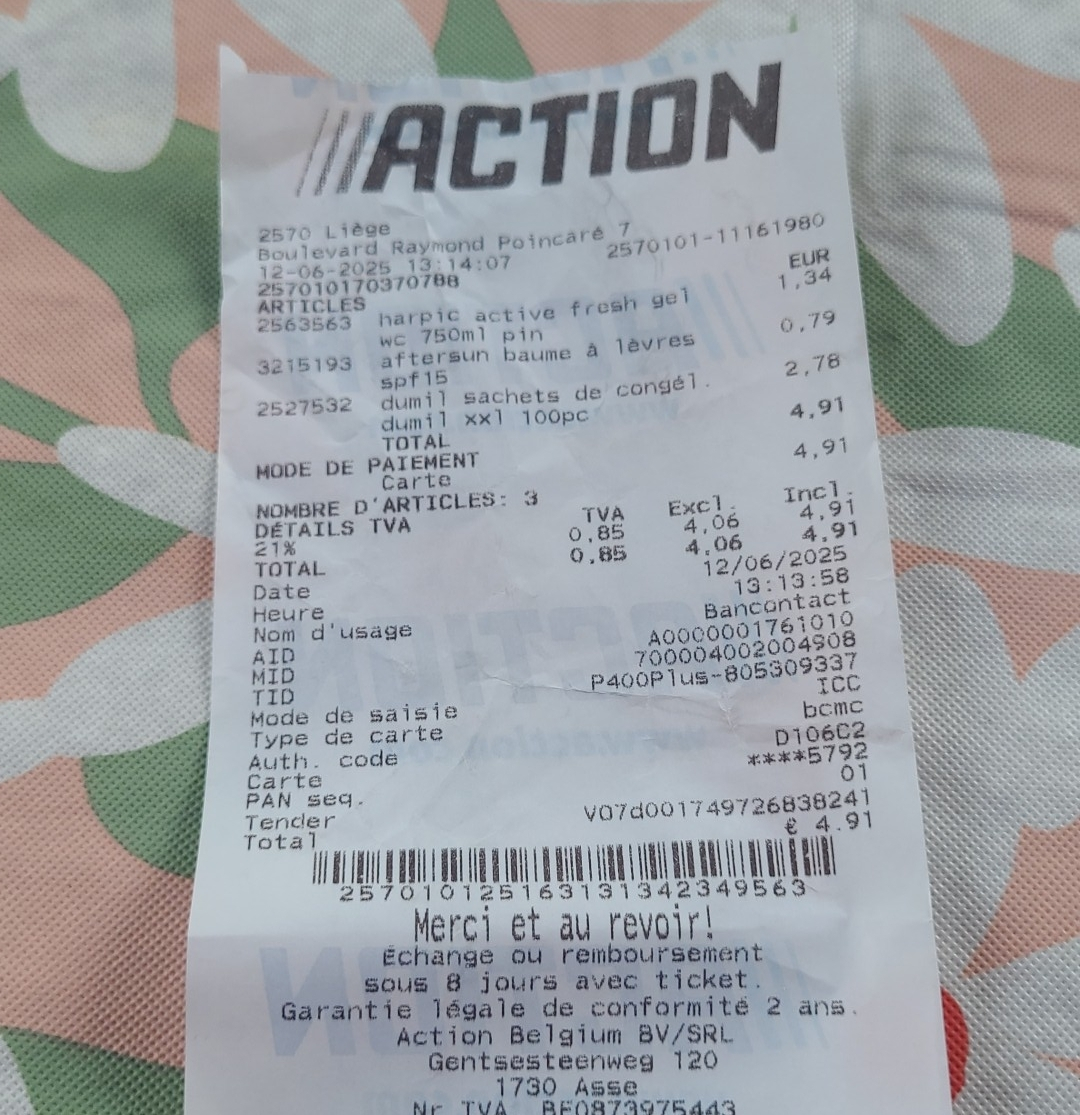 ///ACTION
2570 Liège
Boulevard Raymond Poincaré 7
12-06-2025 13:14:07 2570101-11161980
257010170370788 EUR
ARTICLES
2563563 harpic active fresh gel 1,34
wc 750ml pin
3215193 aftersun baume à lèvres 0,79
spf15
2527532 dumil sachets de congél. 2,78
dumil xxl 100pc
TOTAL 4,91
MODE DE PAIEMENT
Carte 4,91
NOMBRE D'ARTICLES: 3
DÉTAILS TVA TVA Excl. Incl.
21% 0,85 4,06 4,91
TOTAL 0,85 4,06 4,91
Date 12/06/2025
Heure 13:13:58
Nom d'usage Bancontact
AID A0000001761010
MID 700004002004908
TID P400Plus-805309337
Mode de saisie ICC
Type de carte bcmc
Auth. code D106C2
Carte ****5792
PAN seq. 01
Tender V07d001749726838241
Total € 4.91
257010125163131342349563
Merci et au revoir!
Échange ou remboursement
sous 8 jours avec ticket.
Garantie légale de conformité 2 ans.
Action Belgium BV/SRL
Gentsesteenweg 120
1730 Asse
Nr TVA BE0873975443